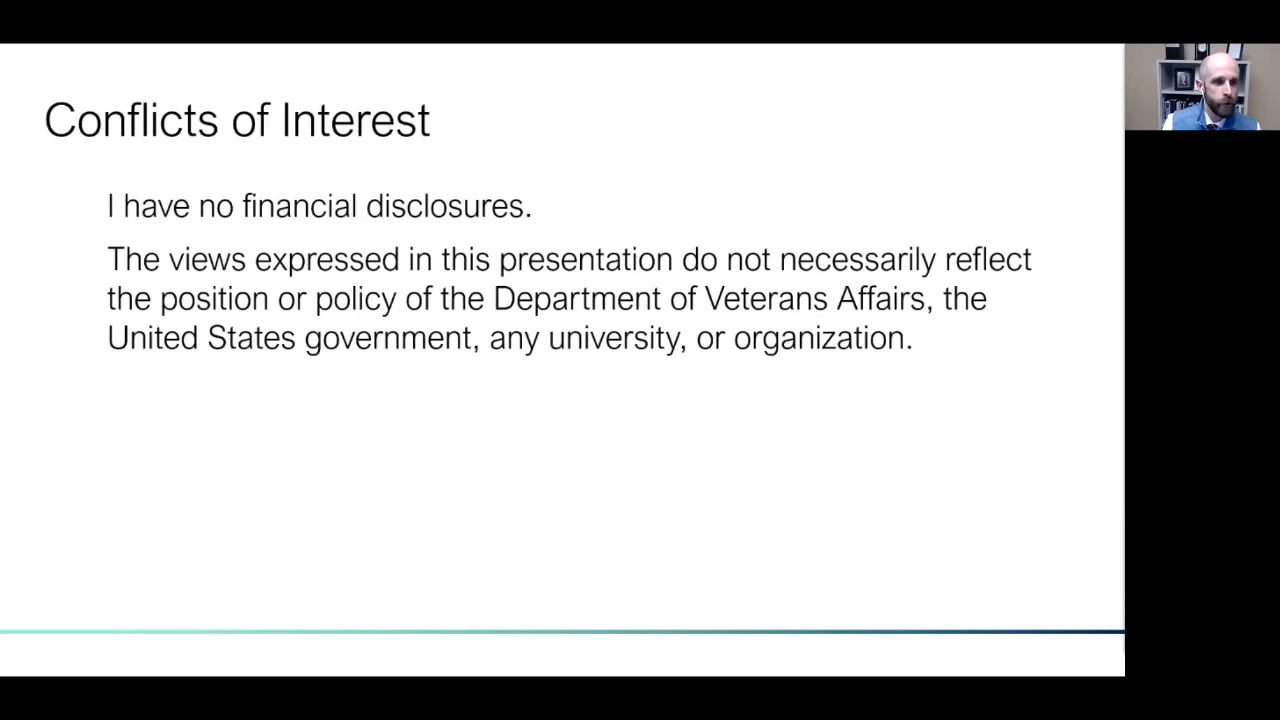 Conflicts of Interest
I have no financial disclosures.
The views expressed in this presentation do not necessarily reflect
the position or policy of the Department of Veterans Affairs, the
United States government, any university, or organization.